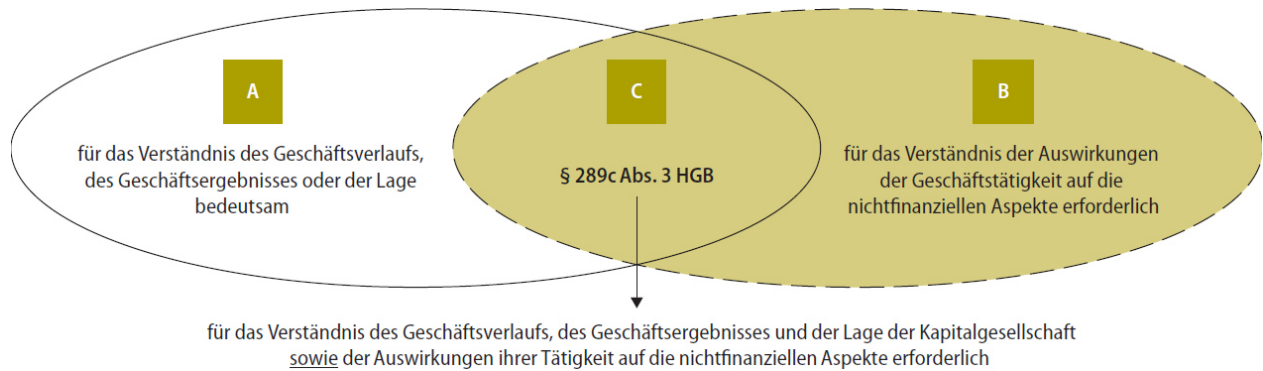 A
für das Verständnis des Geschäftsverlaufs,
des Geschäftsergebnisses oder der Lage
bedeutsam
C
§ 289c Abs. 3 HGB
B
für das Verständnis der Auswirkungen
der Geschäftstätigkeit auf die
nichtfinanziellen Aspekte erforderlich
für das Verständnis des Geschäftsverlaufs, des Geschäftsergebnisses und der Lage der Kapitalgesellschaft
sowie der Auswirkungen ihrer Tätigkeit auf die nichtfinanziellen Aspekte erforderlich